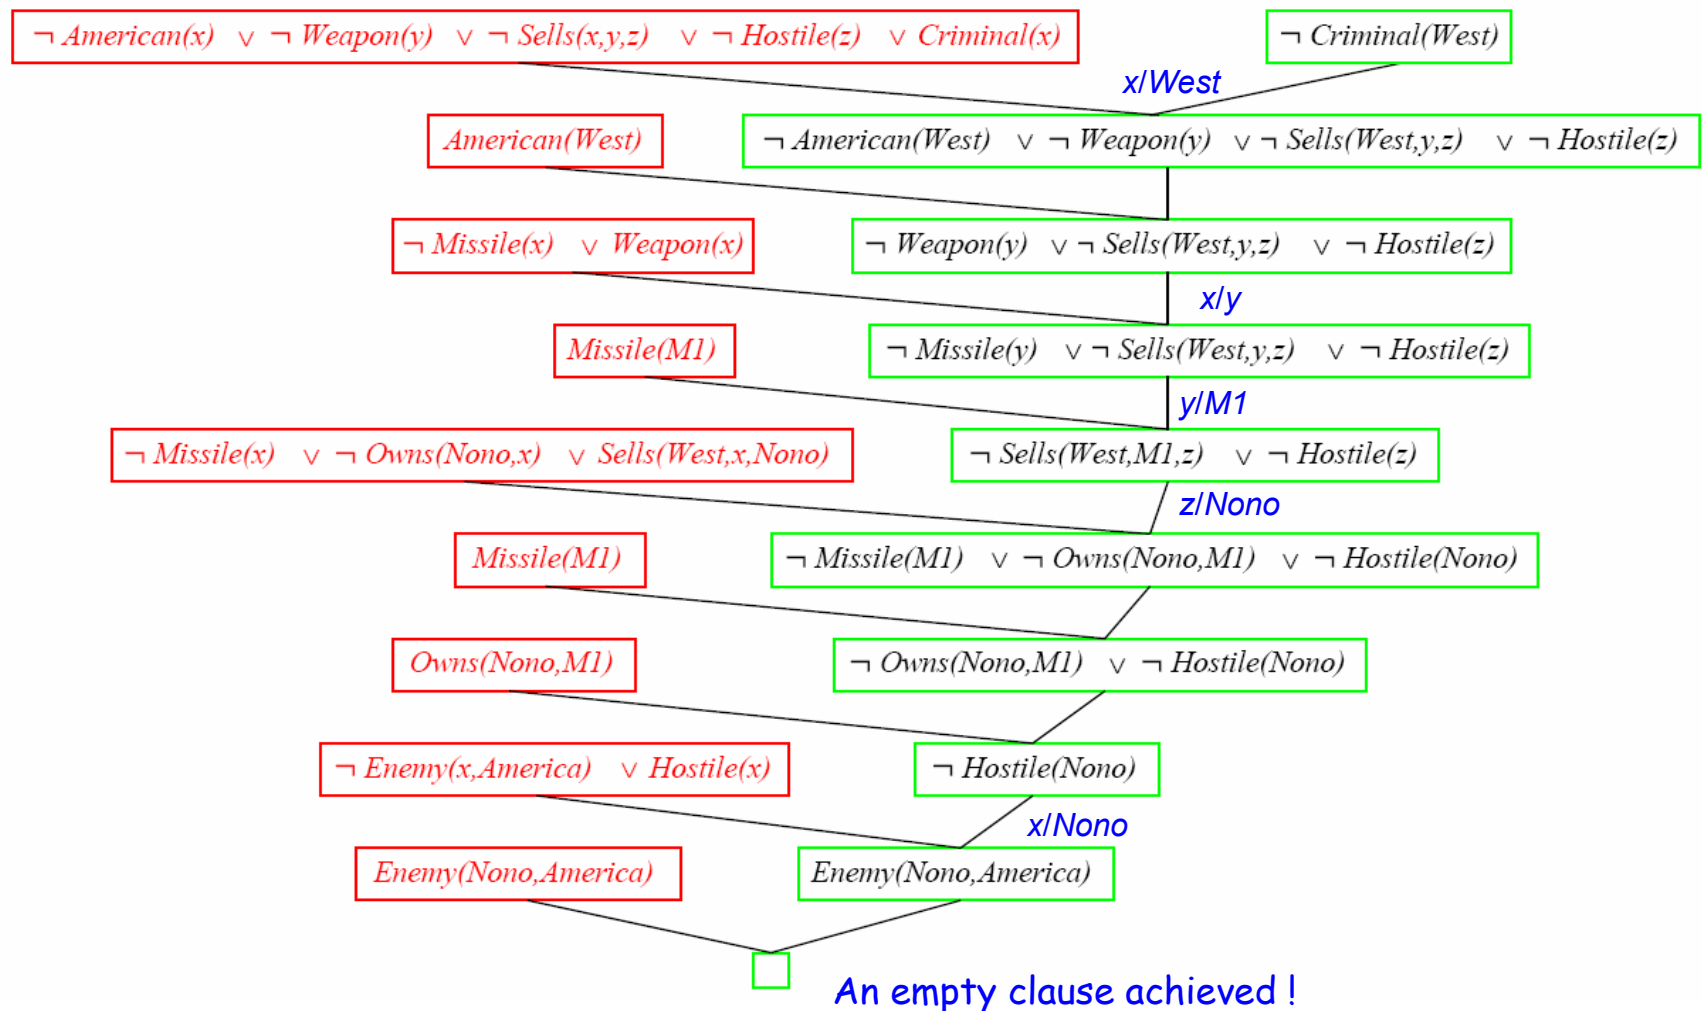 ¬ American(x) ∨ ¬ Weapon(y) ∨ ¬ Sells(x,y,z) ∨ ¬ Hostile(z) ∨ Criminal(x) ¬ Criminal(West)
x/West
American(West) ¬ American(West) ∨ ¬ Weapon(y) ∨ ¬ Sells(West,y,z) ∨ ¬ Hostile(z)
¬ Missile(x) ∨ Weapon(x) ¬ Weapon(y) ∨ ¬ Sells(West,y,z) ∨ ¬ Hostile(z)
x/y
Missile(M1) ¬ Missile(y) ∨ ¬ Sells(West,y,z) ∨ ¬ Hostile(z)
y/M1
¬ Missile(x) ∨ ¬ Owns(Nono,x) ∨ Sells(West,x,Nono) ¬ Sells(West,M1,z) ∨ ¬ Hostile(z)
z/Nono
Missile(M1) ¬ Missile(M1) ∨ ¬ Owns(Nono,M1) ∨ ¬ Hostile(Nono)
Owns(Nono,M1) ¬ Owns(Nono,M1) ∨ ¬ Hostile(Nono)
¬ Enemy(x,America) ∨ Hostile(x) ¬ Hostile(Nono)
x/Nono
Enemy(Nono,America) Enemy(Nono,America)
An empty clause achieved !